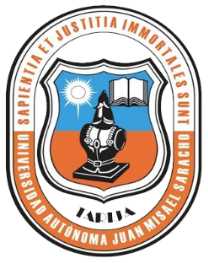 SAPIENTIA ET JUSTITIA IMMORTALES SUNT
TARIJA
UNIVERSIDAD AUTONOMA JUAN MISAEL SARACHO